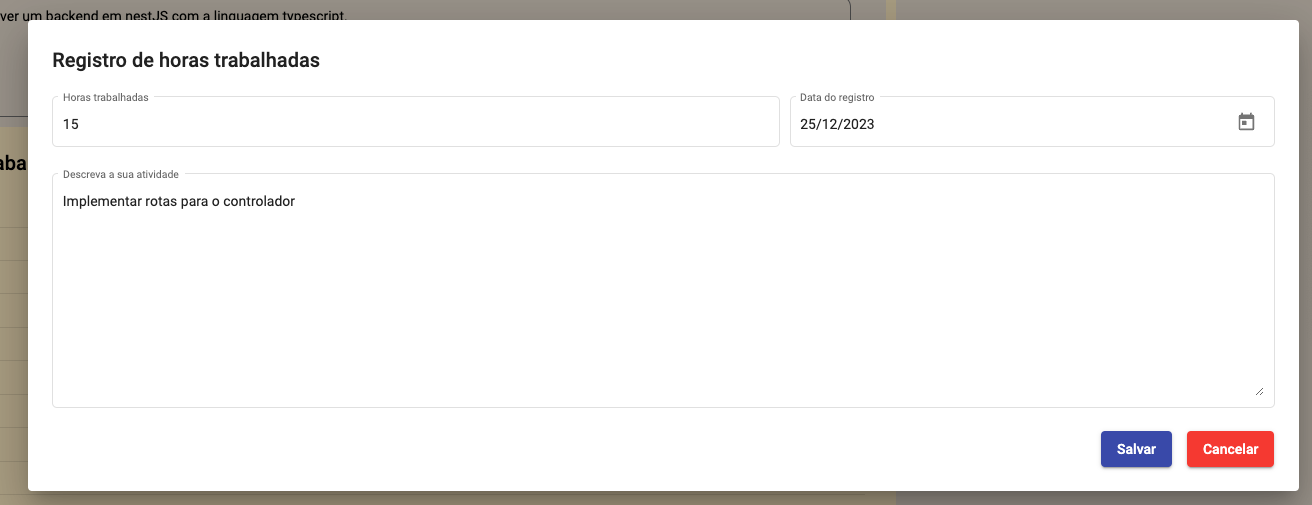 ver um backend em nestJS com a linguagem typescript.
Registro de horas trabalhadas
Horas trabalhadas
15
Data do registro
25/12/2023
aba
Descreva a sua atividade
Implementar rotas para o controlador
Salvar
Cancelar